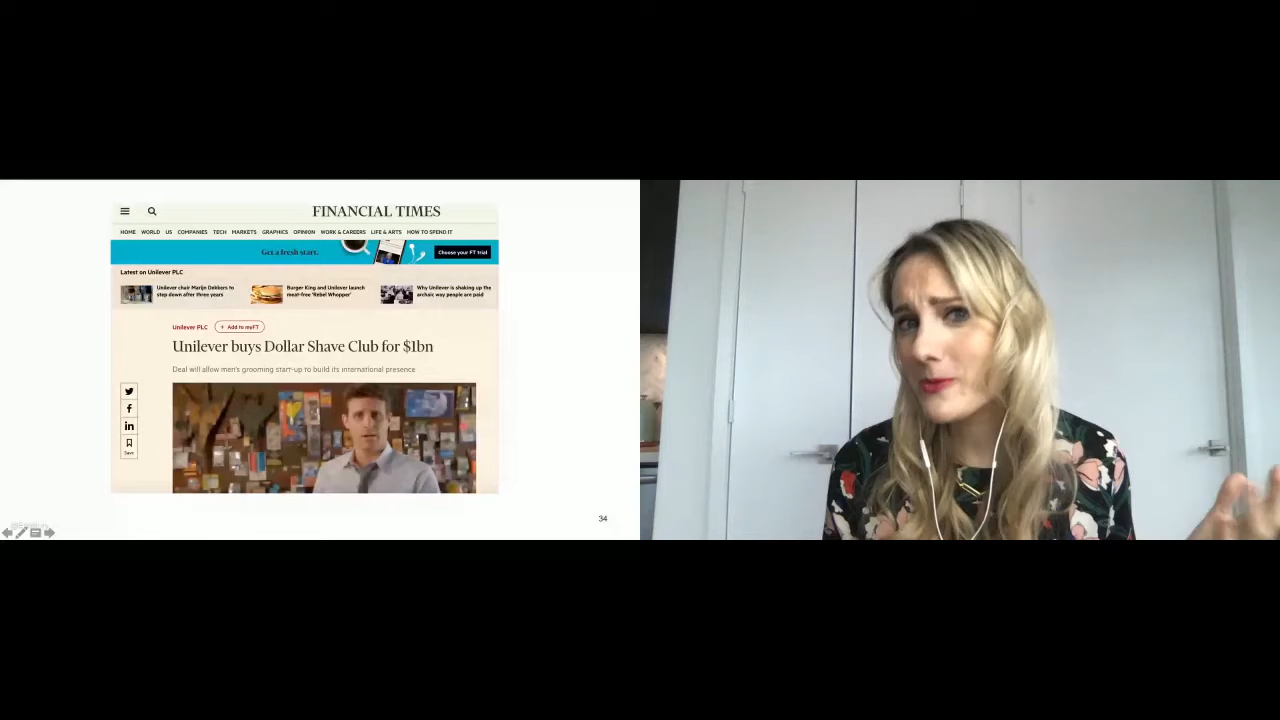 FINANCIAL TIMES
HOME WORLD US COMPANIES TECH MARKETS GRAPHICS OPINION WORK & CAREERS LIFE & ARTS HOW TO SPEND IT
Get a fresh start.
Choose your FT trial
Latest on Unilever PLC
Unilever chair Marijn Dekkers to
step down after three years
Burger King and Unilever launch
meat-free 'Rebel Whopper'
Why Unilever is shaking up the
archaic way people are paid
Unilever PLC
+ Add to myFT
Unilever buys Dollar Shave Club for $1bn
Deal will allow men's grooming start-up to build its international presence
Save
34